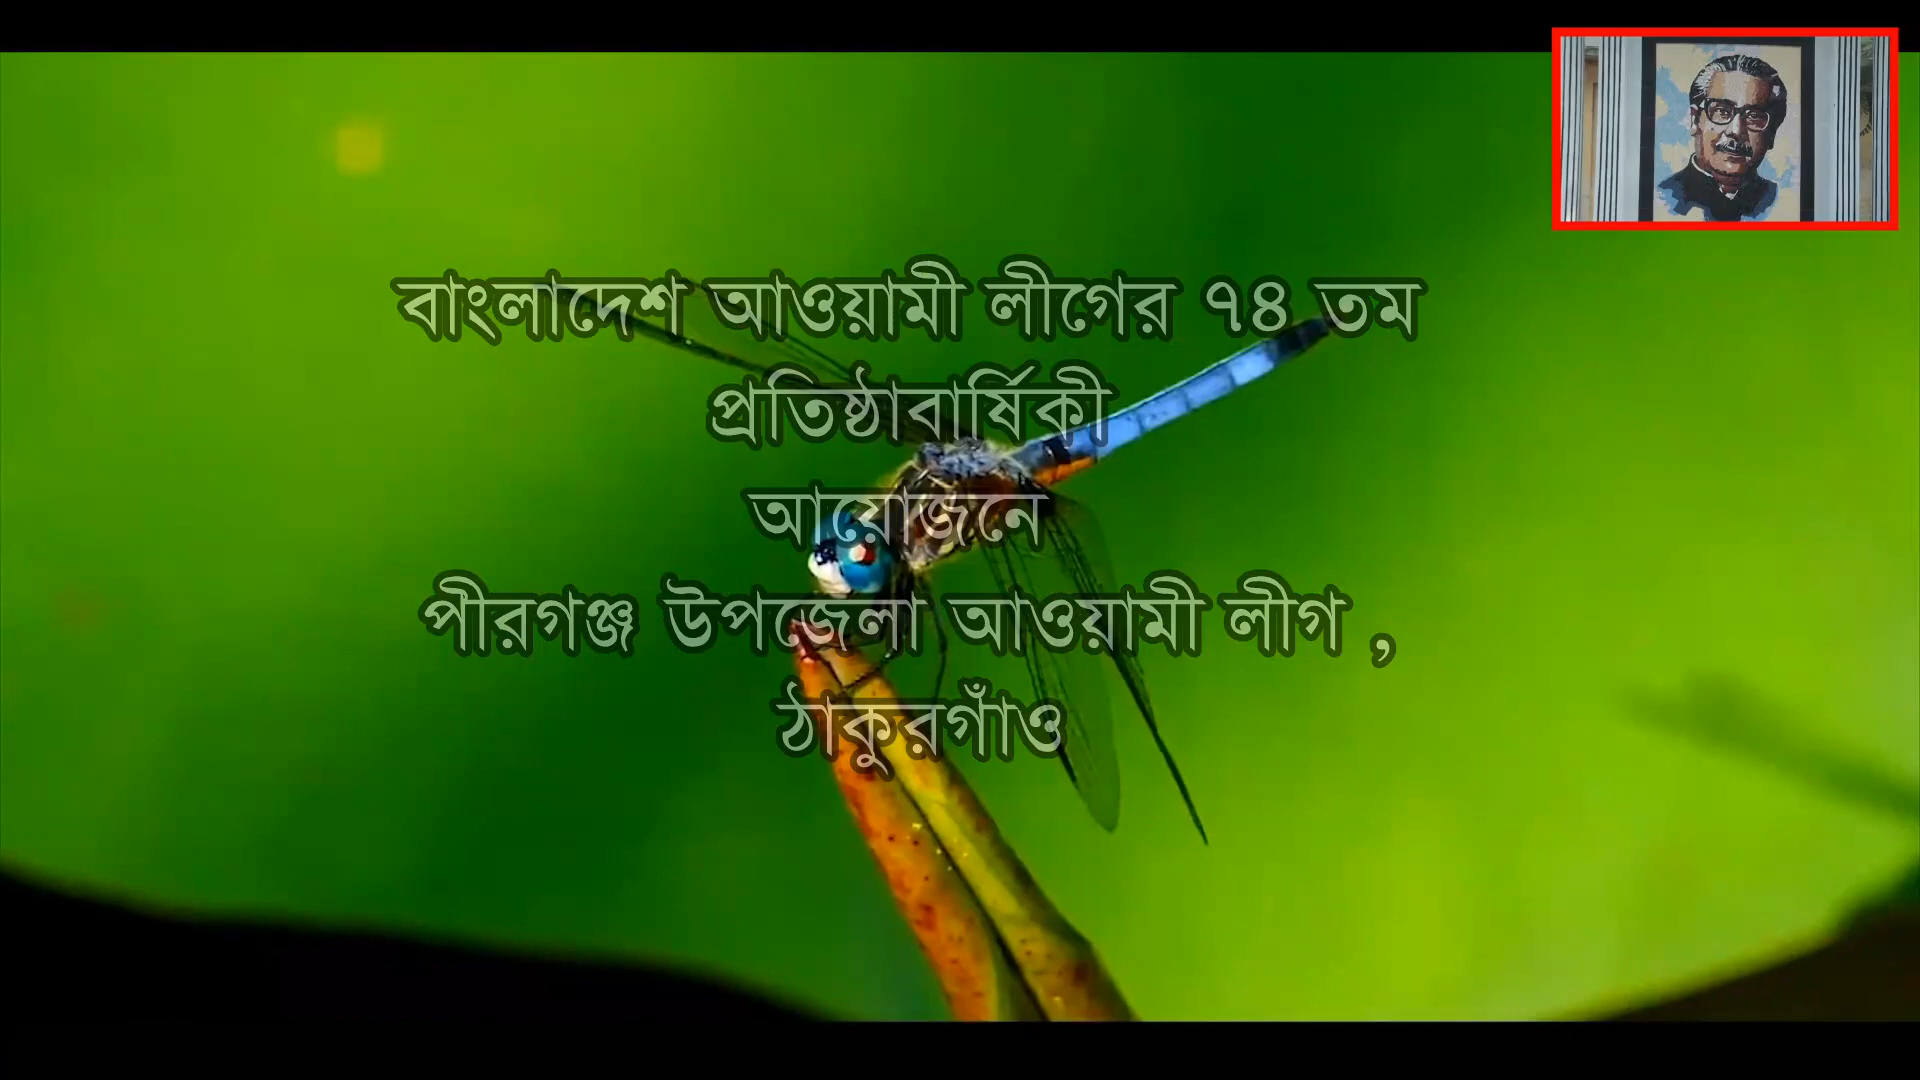 বাংলাদেশ আওয়ামী লীগের ৭৪ তম
প্রতিষ্ঠাবার্ষিকী
আয়োজনে
পীরগঞ্জ উপজেলা আওয়ামী লীগ ,
ঠাকুরগাঁও